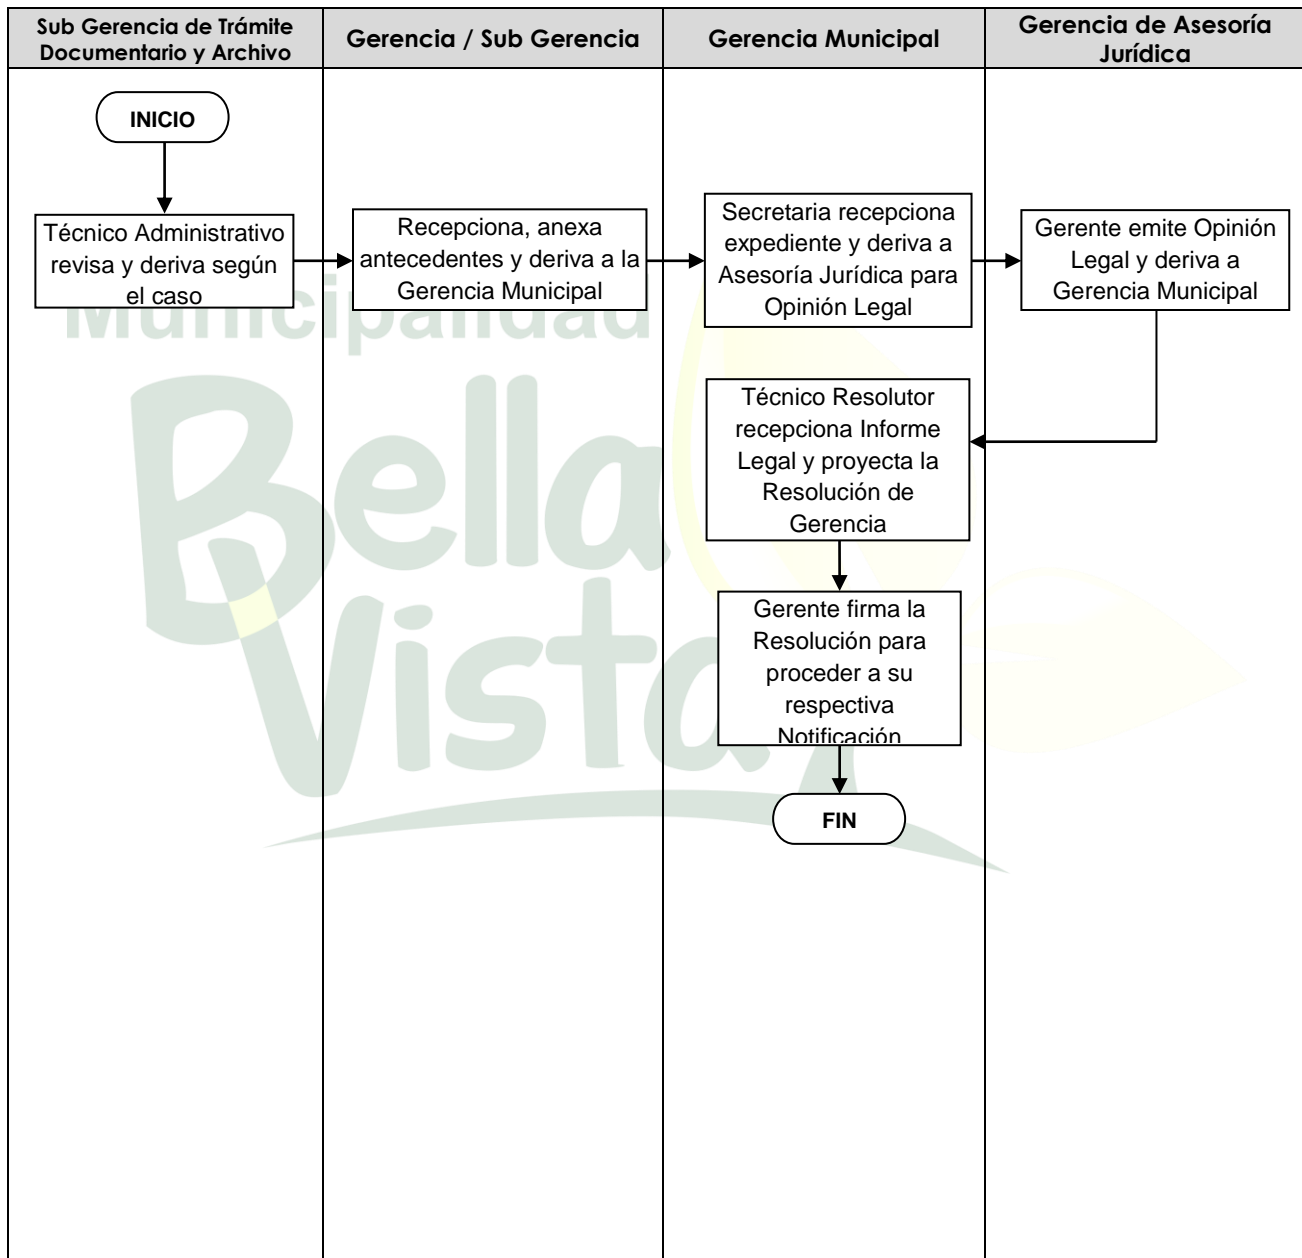 Sub Gerencia de Trámite
Documentario y Archivo
Gerencia / Sub Gerencia
Gerencia Municipal
Gerencia de Asesoría
Jurídica
INICIO
Técnico Administrativo
revisa y deriva según
el caso
Recepciona, anexa
antecedentes y deriva a la
Gerencia Municipal
Secretaria recepciona
expediente y deriva a
Asesoría Jurídica para
Opinión Legal
Gerente emite Opinión
Legal y deriva a
Gerencia Municipal
Técnico Resolutor
recepciona Informe
Legal y proyecta la
Resolución de
Gerencia
Gerente firma la
Resolución para
proceder a su
respectiva
Notificación
FIN
Municipalidad
Bella
Vista